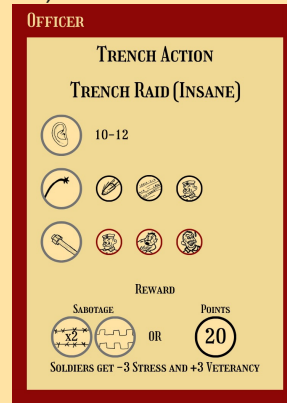 Officer
Trench Action
Trench Raid (Insane)
10-12
Reward
Sabotage
Points
x2
or
20
Soldiers get -3 Stress and +3 Veterancy